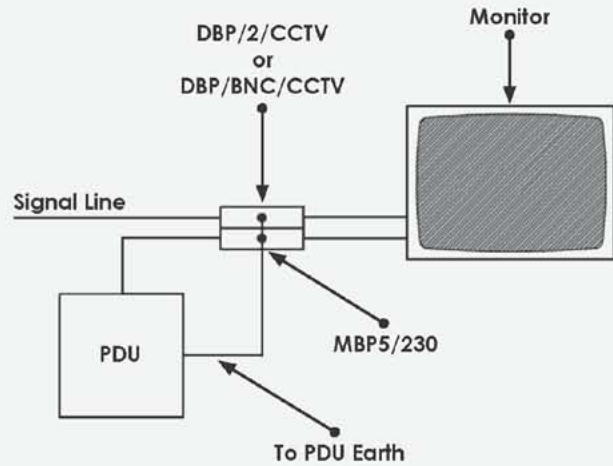 DBP/2/CCTV
or
DBP/BNC/CCTV
Monitor
Signal Line
MBP5/230
PDU
To PDU Earth